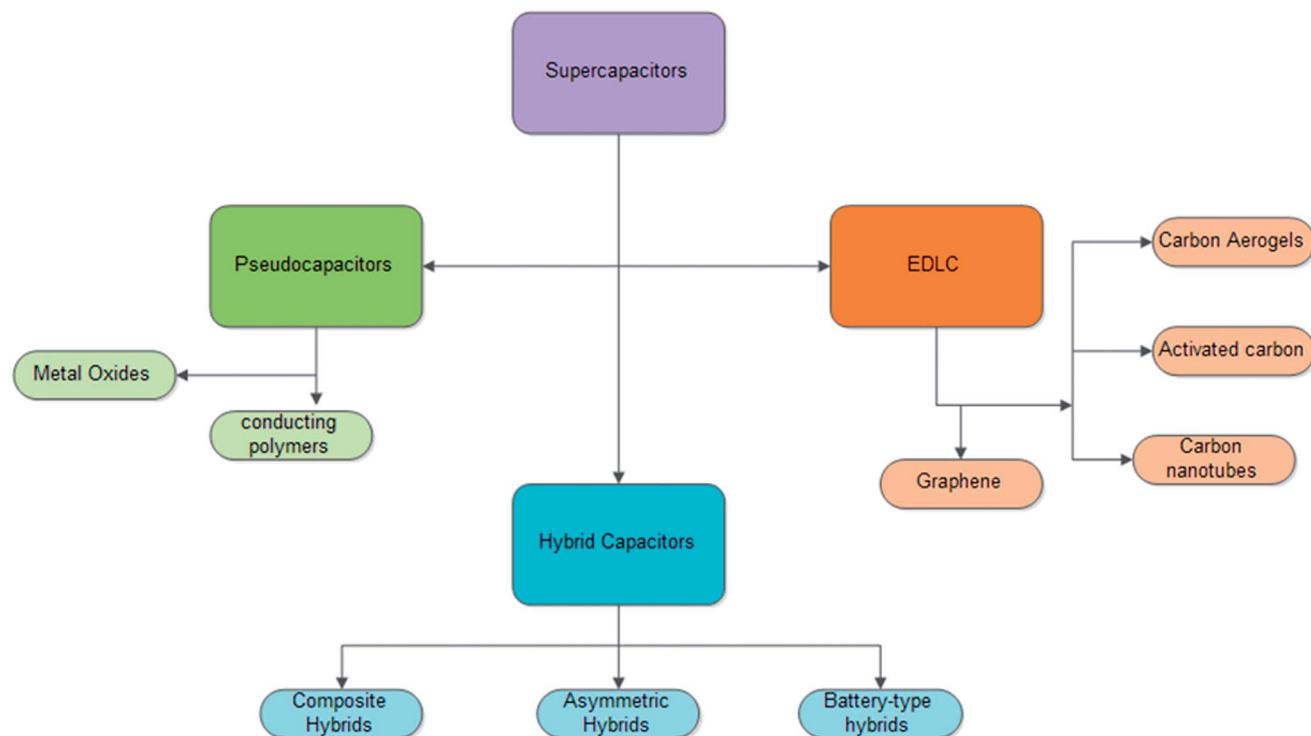 Supercapacitors
Pseudocapacitors
EDLC
Carbon Aerogels
Activated carbon
Metal Oxides
conducting
polymers
Carbon
nanotubes
Graphene
Hybrid Capacitors
Composite
Hybrids
Asymmetric
Hybrids
Battery-type
hybrids